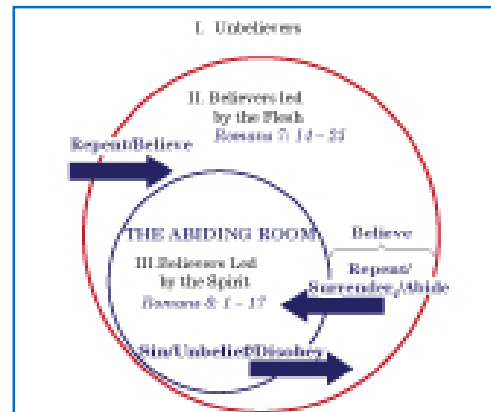 I. Unbelievers
II. Believers led
by the Flesh
Romans 7: 14 – 25
Repent/Believe
THE ABIDING ROOM
Believe
III. Believers Led
by the Spirit
Romans 8: 1 – 17
Repent/
Surrender/Abide
Sin/Unbelief/Disobey